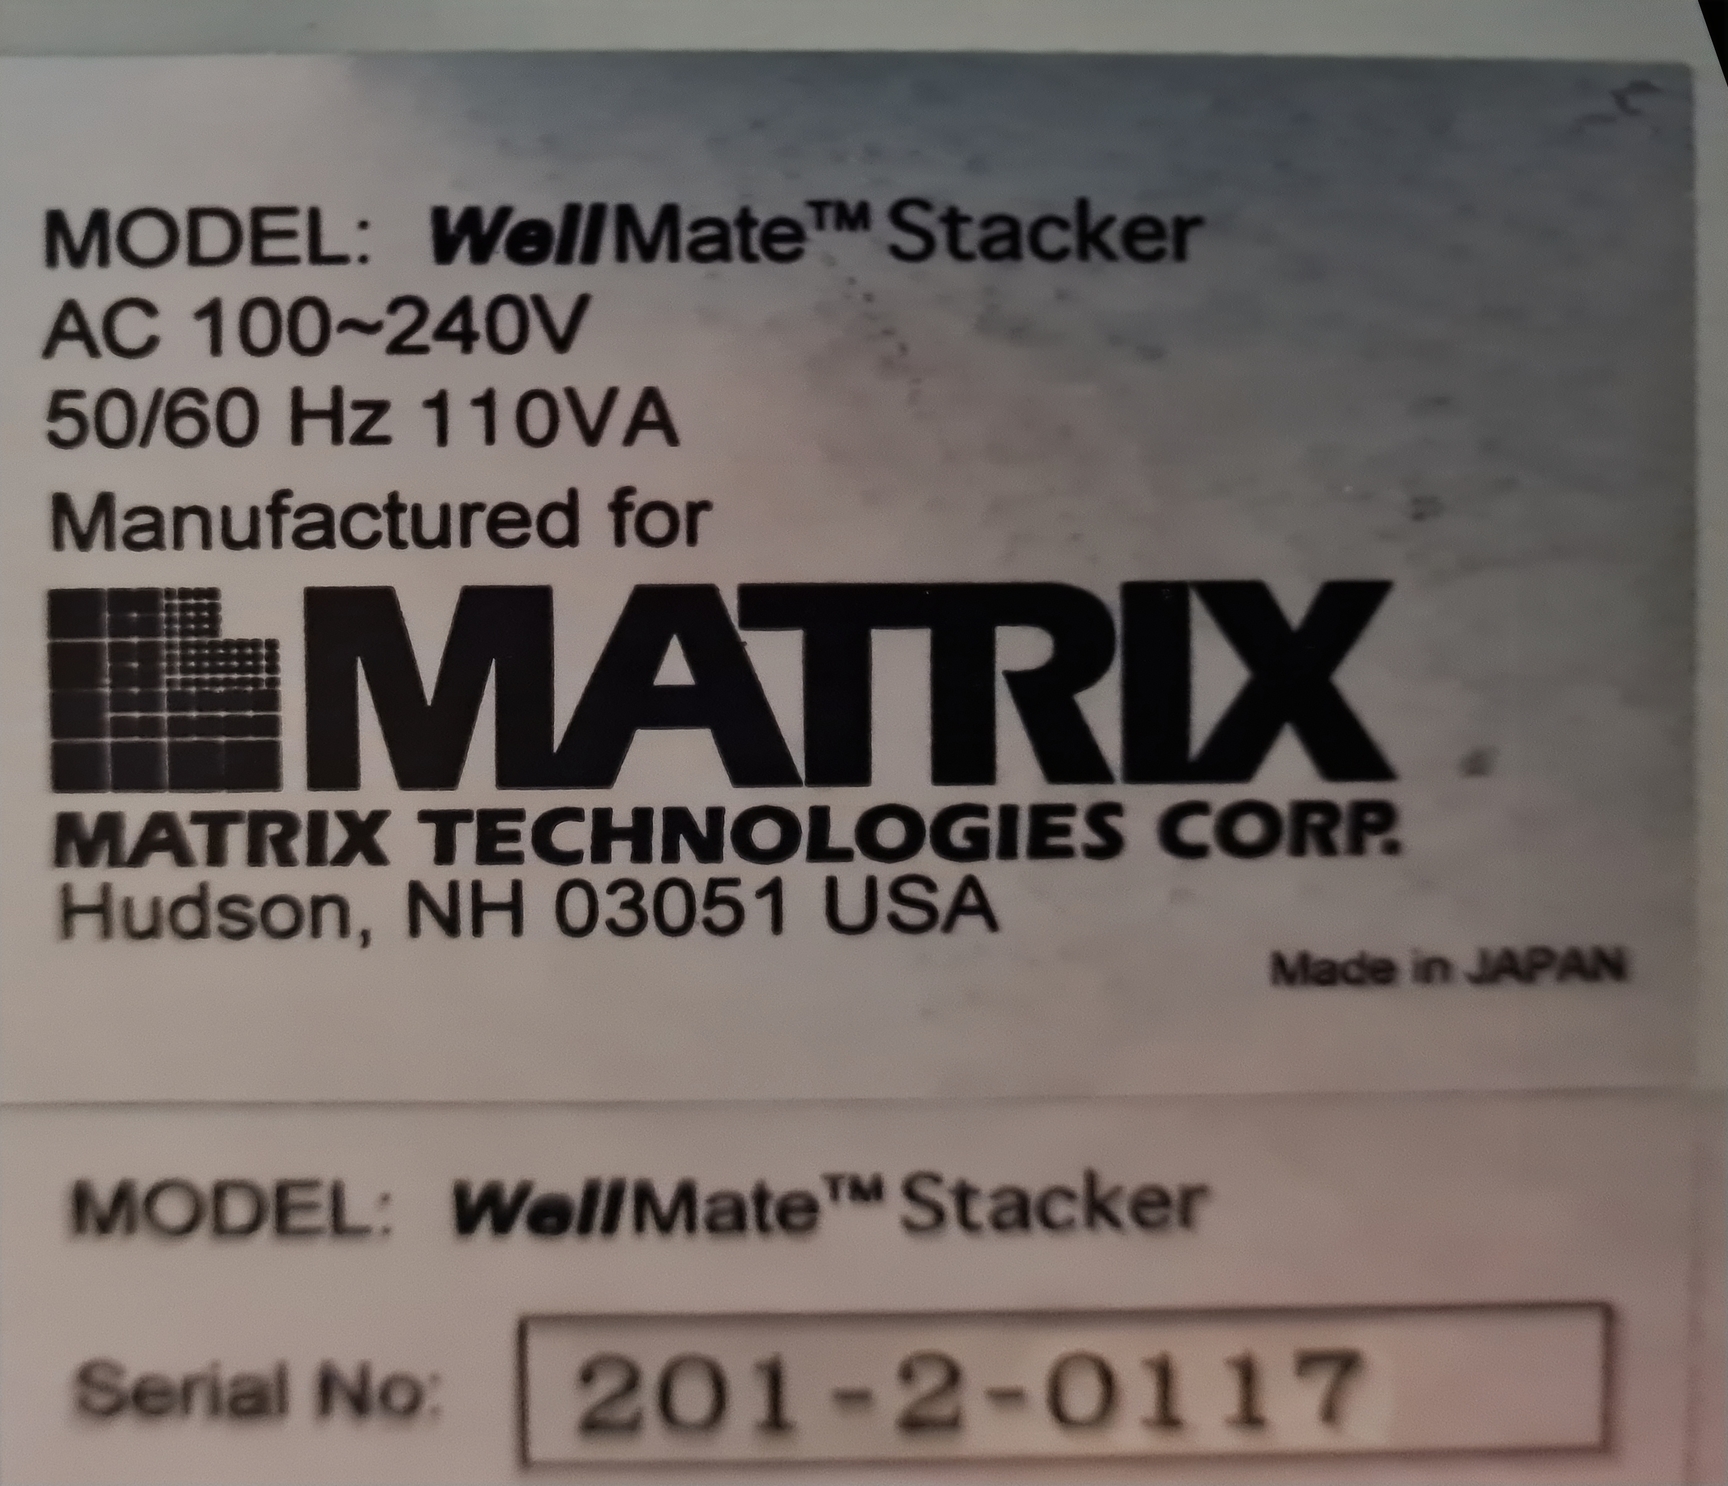 MODEL: WellMate™ Stacker
AC 100~240V
50/60 Hz 110VA
Manufactured for
MATRIX
MATRIX TECHNOLOGIES CORP.
Hudson, NH 03051 USA
Made in JAPAN
MODEL: WellMate™ Stacker
Serial No: 201-2-0117